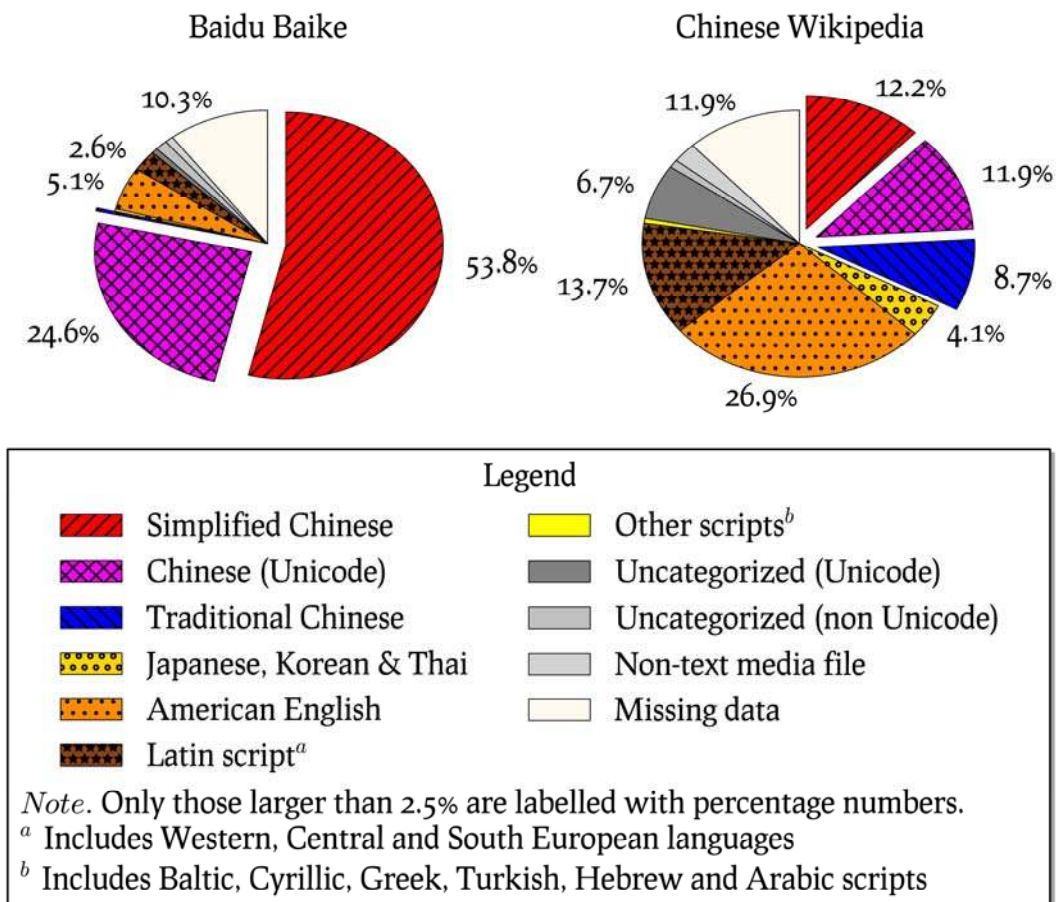 Baidu Baike
10.3%
2.6%
5.1%
24.6%
53.8%
Chinese Wikipedia
11.9%
12.2%
6.7%
11.9%
13.7%
8.7%
4.1%
26.9%
Legend
Simplified Chinese
Chinese (Unicode)
Traditional Chinese
Japanese, Korean & Thai
American English
Latin script^a
Other scripts^b
Uncategorized (Unicode)
Uncategorized (non Unicode)
Non-text media file
Missing data
Note. Only those larger than 2.5% are labelled with percentage numbers.
^a Includes Western, Central and South European languages
^b Includes Baltic, Cyrillic, Greek, Turkish, Hebrew and Arabic scripts